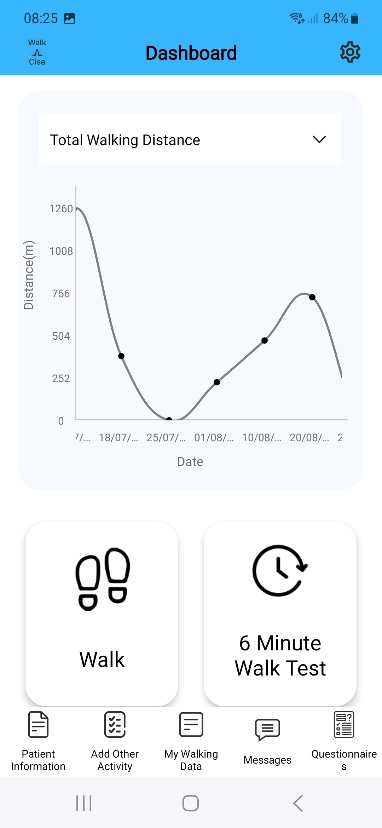 08:25
84%
Walk
Cise
Dashboard
Total Walking Distance
Distance(m)
1260
1008
756
504
252
0
7/... 18/07/... 25/07/... 01/08/... 10/08/... 20/08/... 2
Date
Walk
6 Minute
Walk Test
Patient
Information
Add Other
Activity
My Walking
Data
Messages
Questionnaire
s